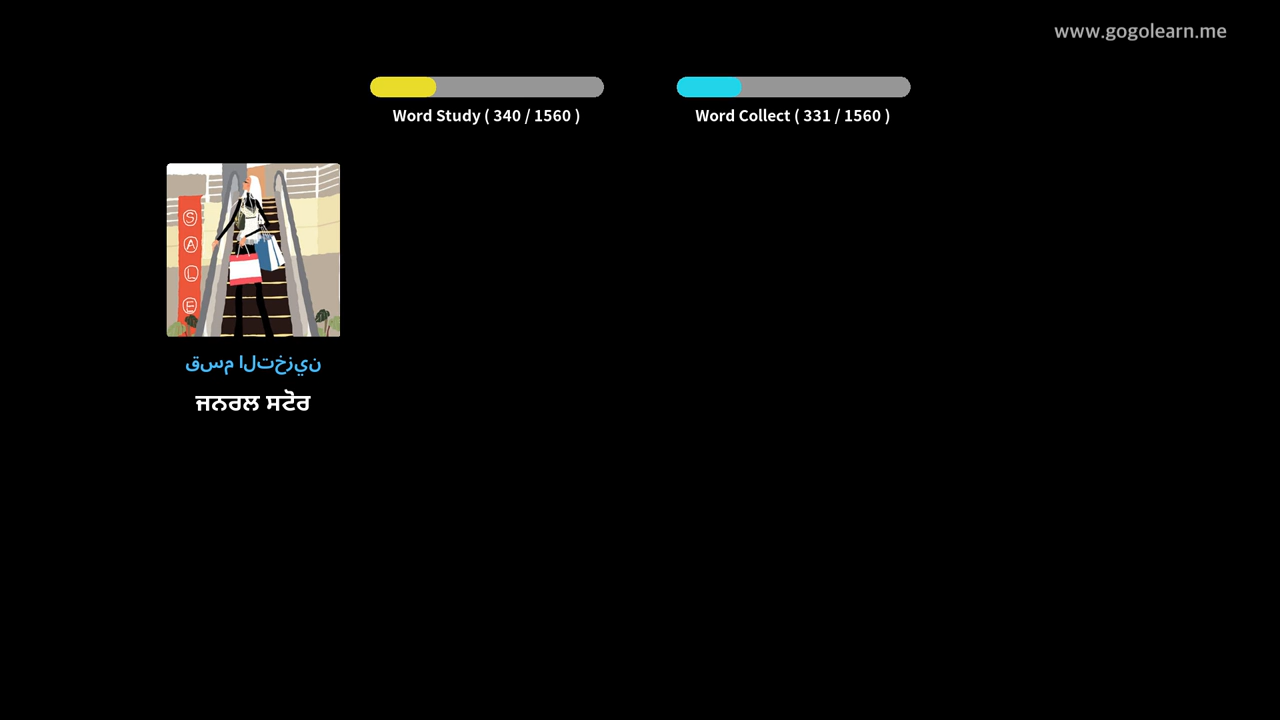 www.gogolearn.me
Word Study ( 340 / 1560 )
Word Collect ( 331 / 1560 )
S
A
L
E
قسم التخزين
ਜਨਰਲ ਸਟੋਰ